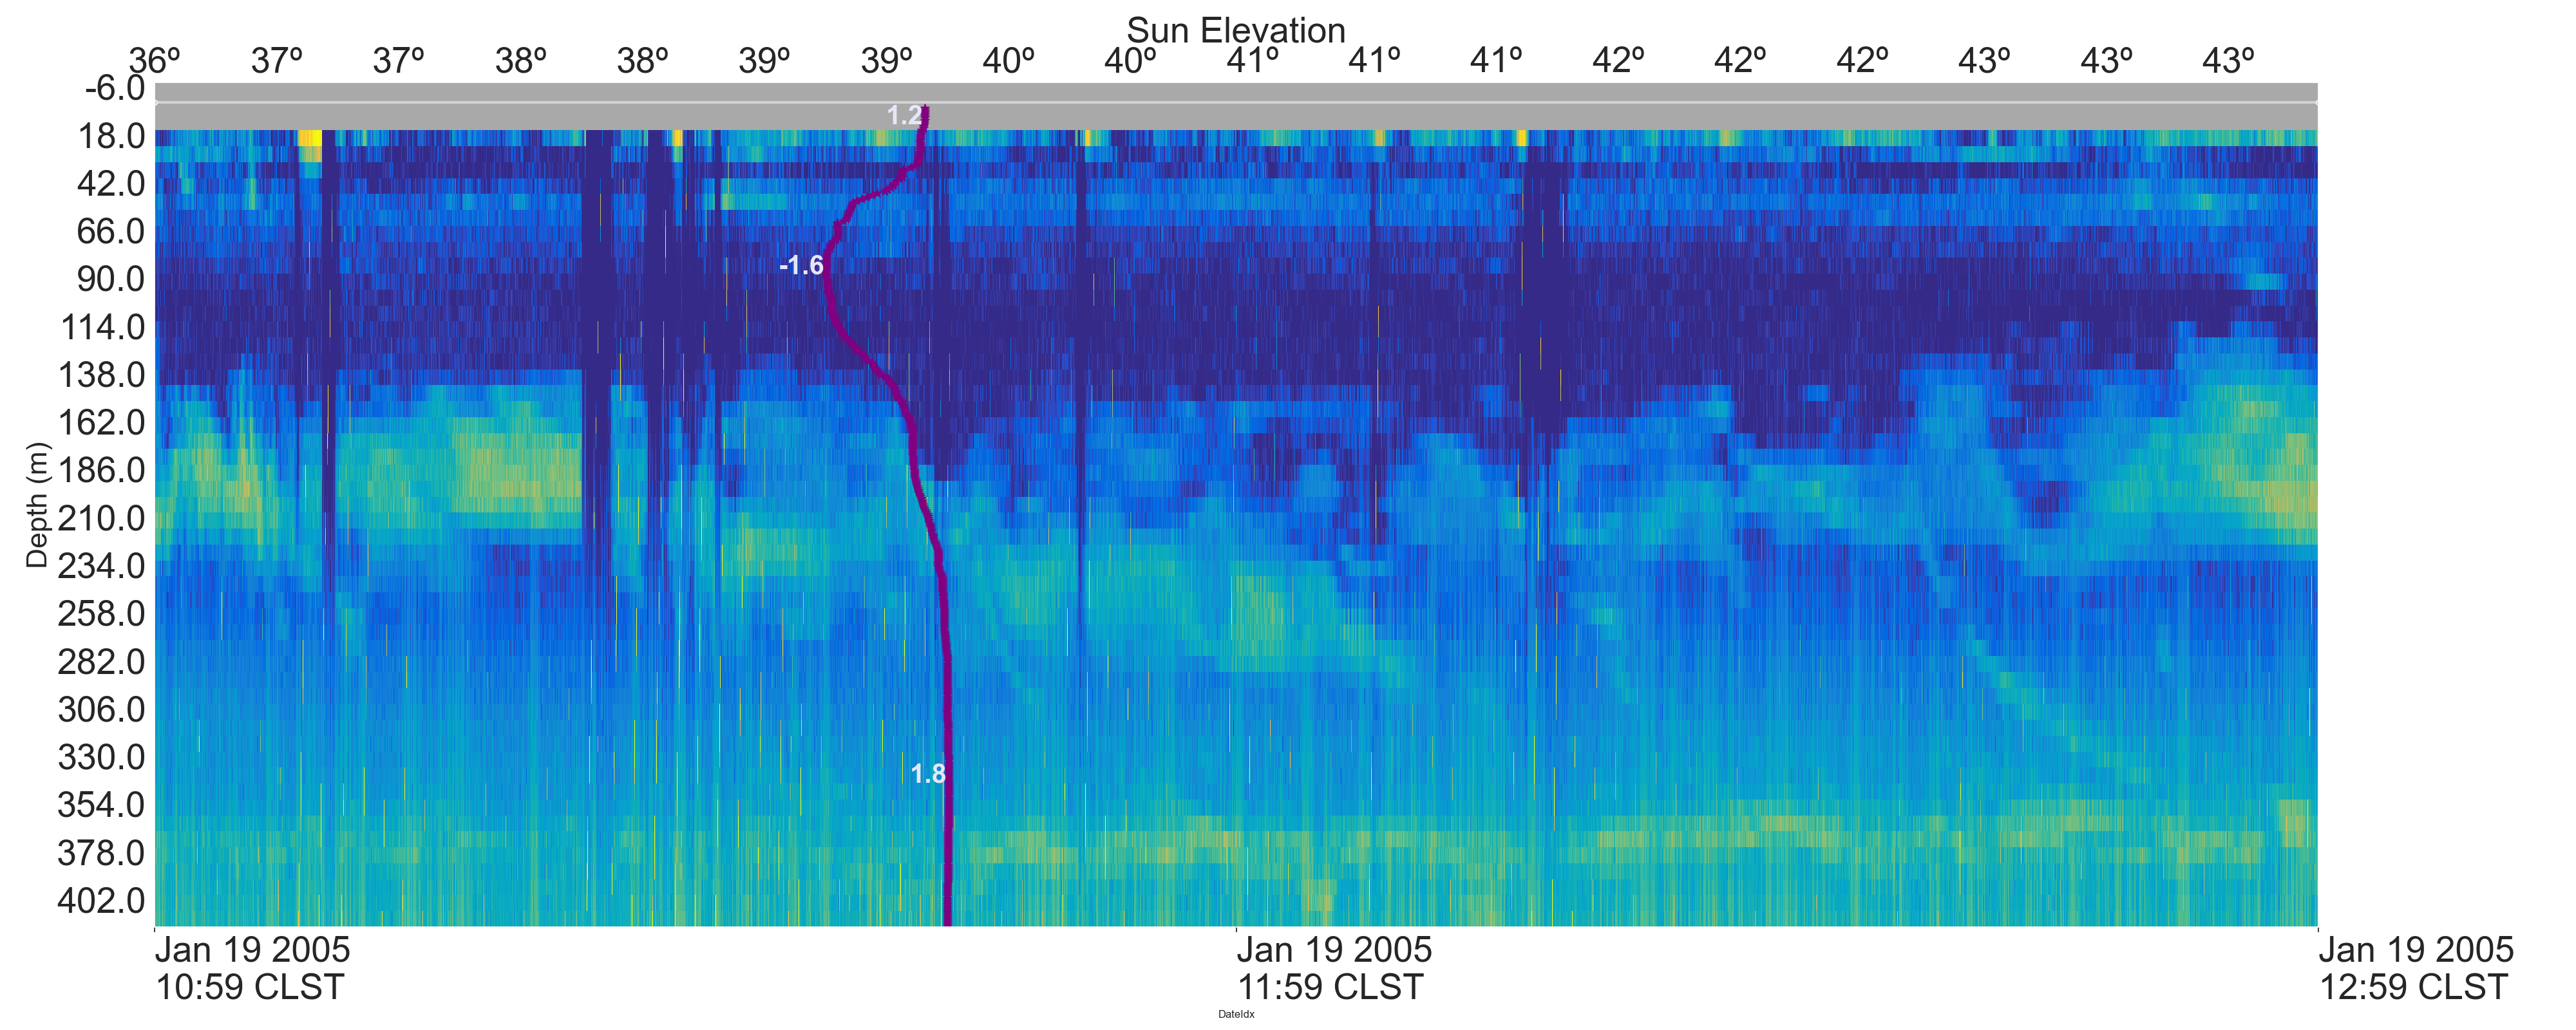 Sun Elevation
36º 37º 37º 38º 38º 39º 39º 40º 40º 41º 41º 41º 42º 42º 42º 43º 43º 43º
-6.0
18.0
42.0
66.0
90.0
114.0
138.0
162.0
186.0
210.0
234.0
258.0
282.0
306.0
330.0
354.0
378.0
402.0
Depth (m)
1.2
-1.6
1.8
Jan 19 2005
10:59 CLST
Jan 19 2005
11:59 CLST
Jan 19 2005
12:59 CLST
DateIdx